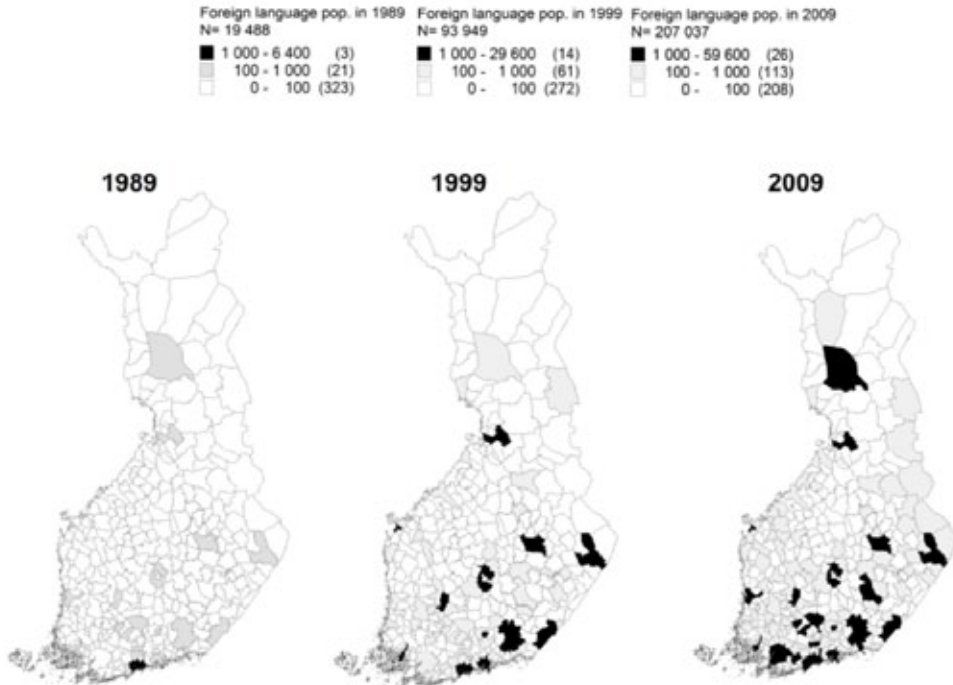 Foreign language pop. in 1989
N= 19 488
1 000 - 6 400 (3)
100 - 1 000 (21)
0 - 100 (323)
Foreign language pop. in 1999
N= 93 949
1 000 - 29 600 (14)
100 - 1 000 (61)
0 - 100 (272)
Foreign language pop. in 2009
N= 207 037
1 000 - 59 600 (26)
100 - 1 000 (113)
0 - 100 (208)
1989
1999
2009